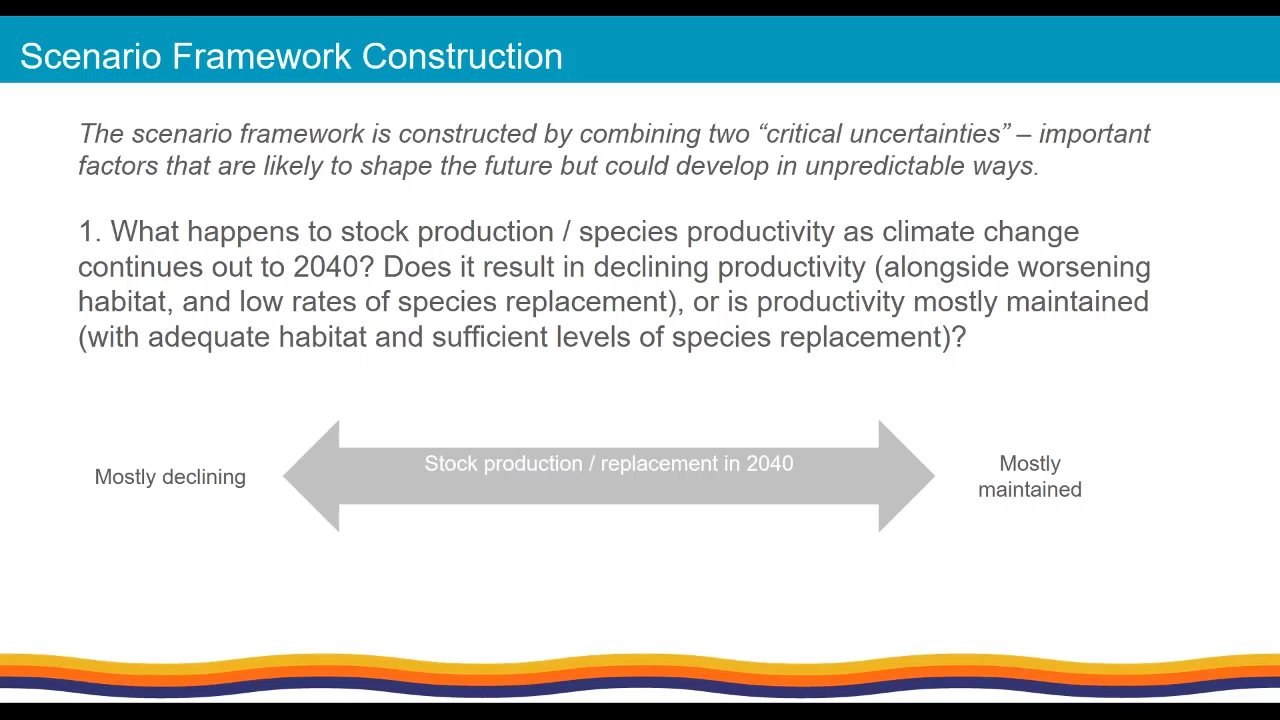 Scenario Framework Construction
The scenario framework is constructed by combining two “critical uncertainties” – important
factors that are likely to shape the future but could develop in unpredictable ways.
1. What happens to stock production / species productivity as climate change
continues out to 2040? Does it result in declining productivity (alongside worsening
habitat, and low rates of species replacement), or is productivity mostly maintained
(with adequate habitat and sufficient levels of species replacement)?
Mostly declining
Stock production / replacement in 2040
Mostly
maintained